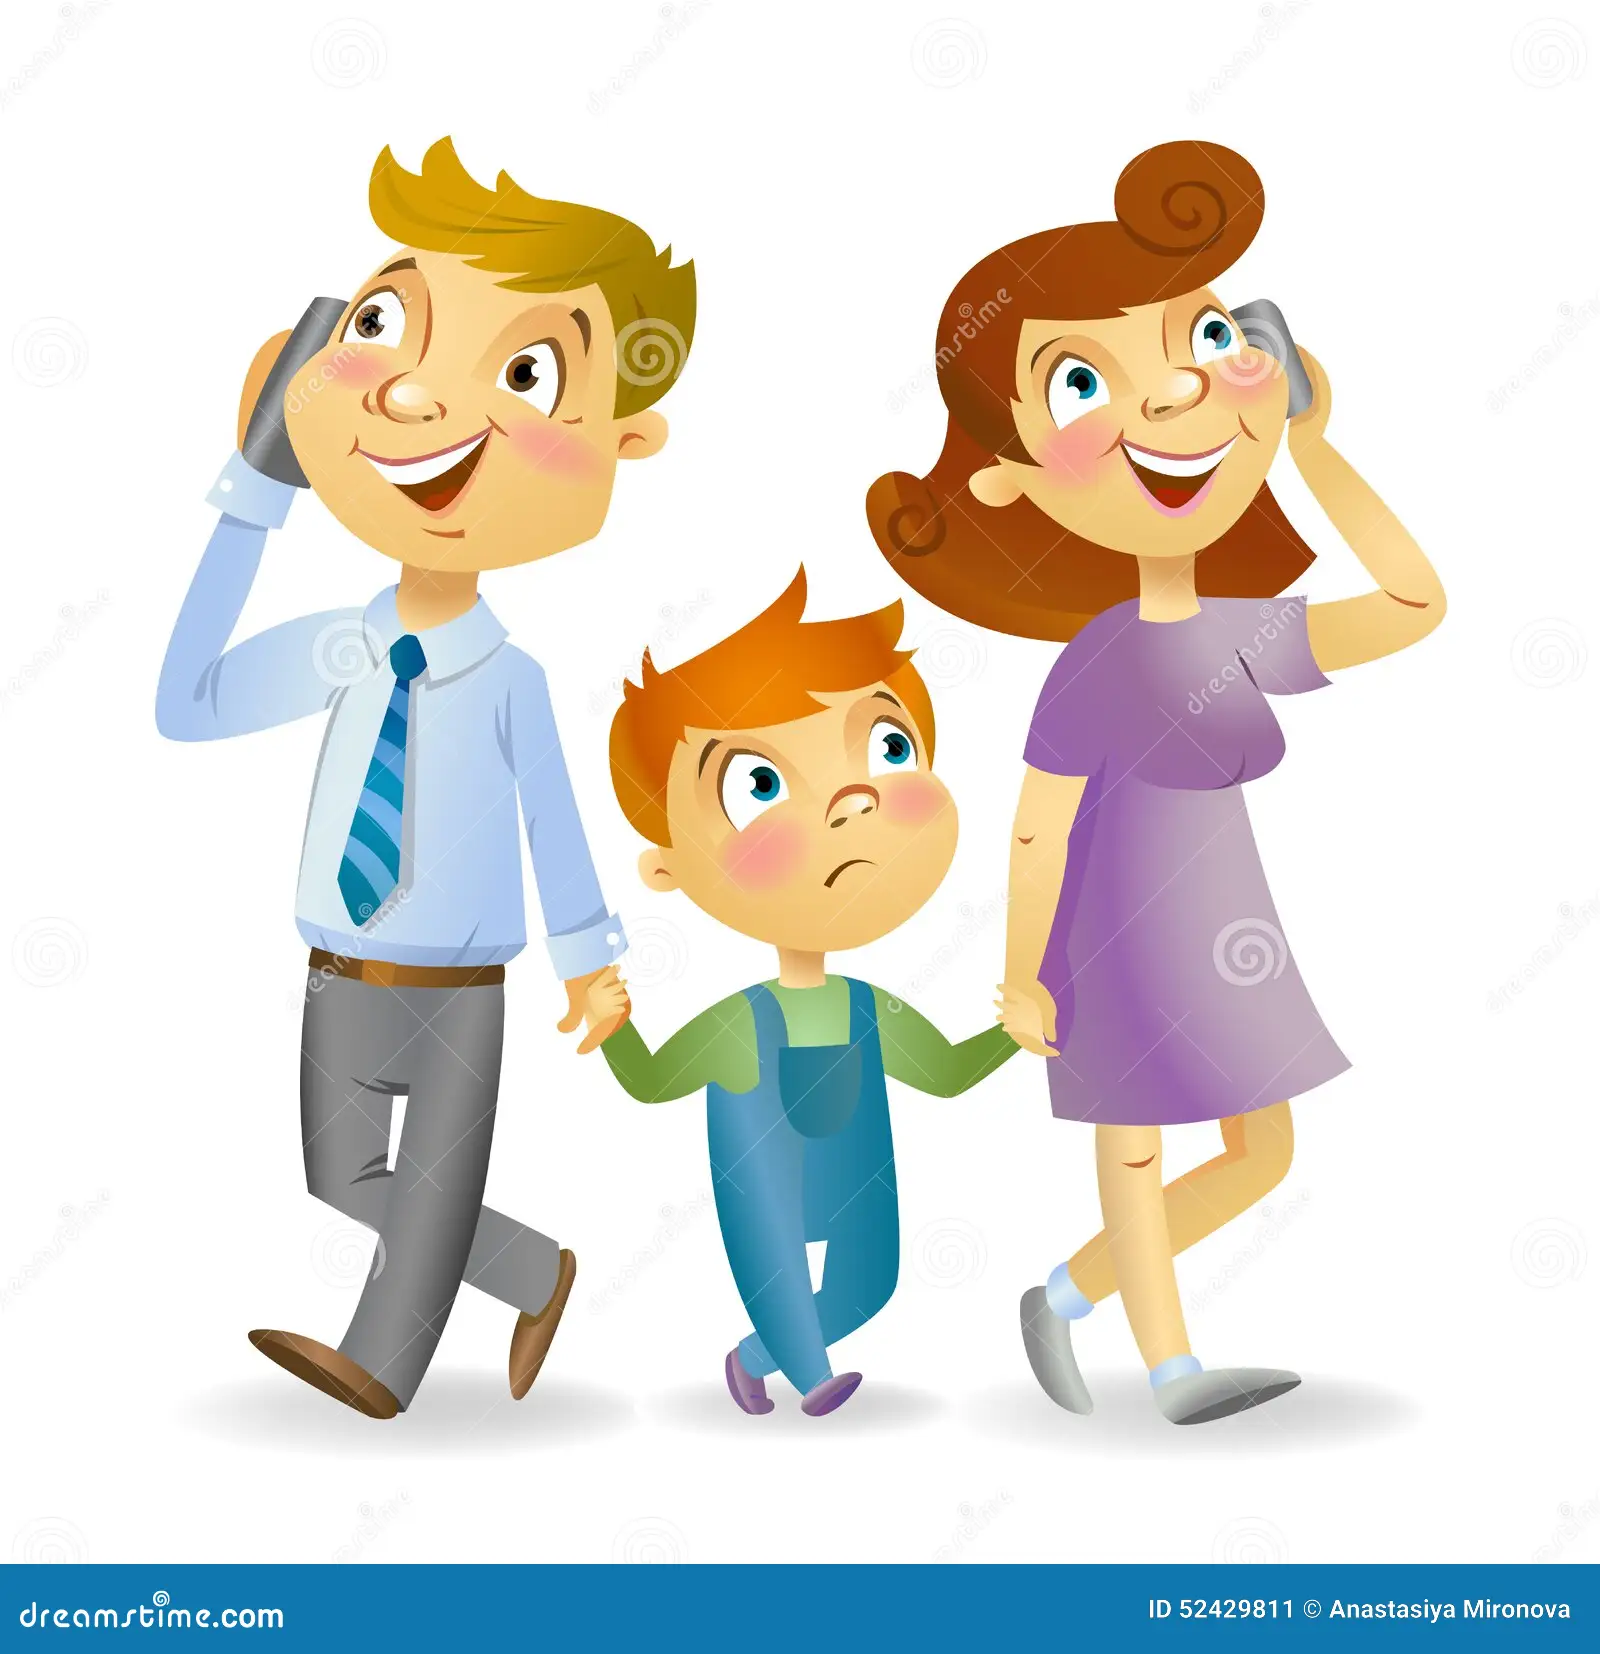 dreamstime.com
ID 52429811 © Anastasiya Mironova